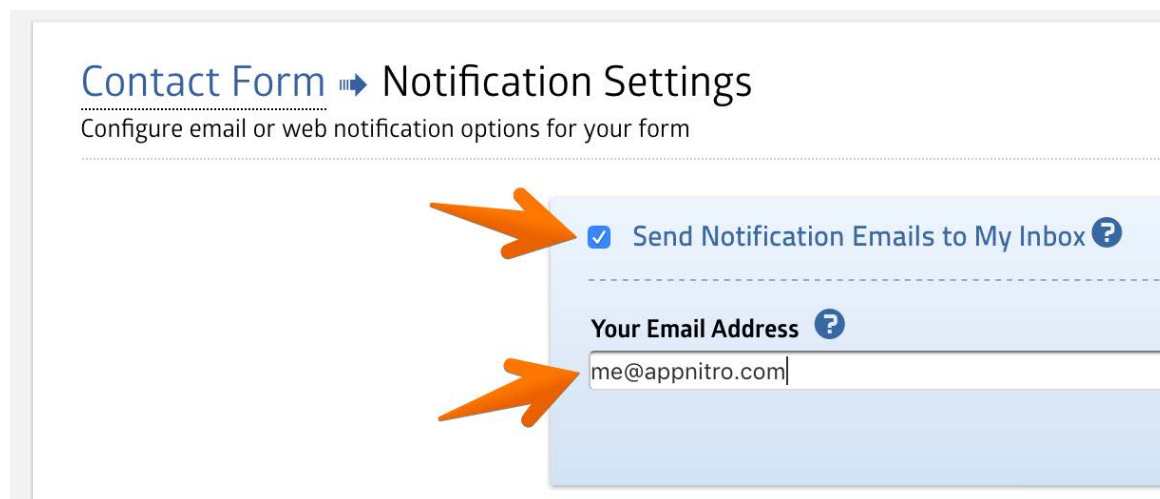 Contact Form ➠ Notification Settings
Configure email or web notification options for your form
Send Notification Emails to My Inbox ?
Your Email Address ?
me@appnitro.com